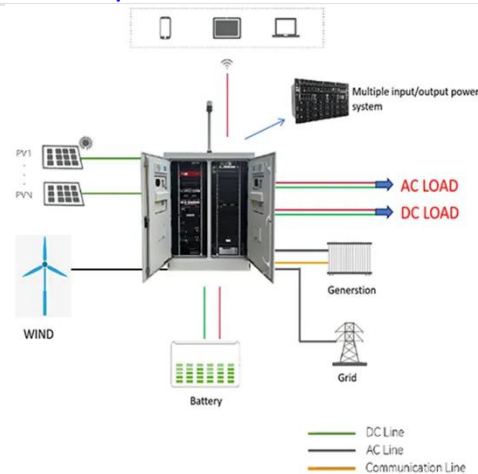 Multiple input/output power
system
PV1
PVN
AC LOAD
DC LOAD
Generstion
WIND
Grid
Battery
DC Line
AC Line
Communication Line